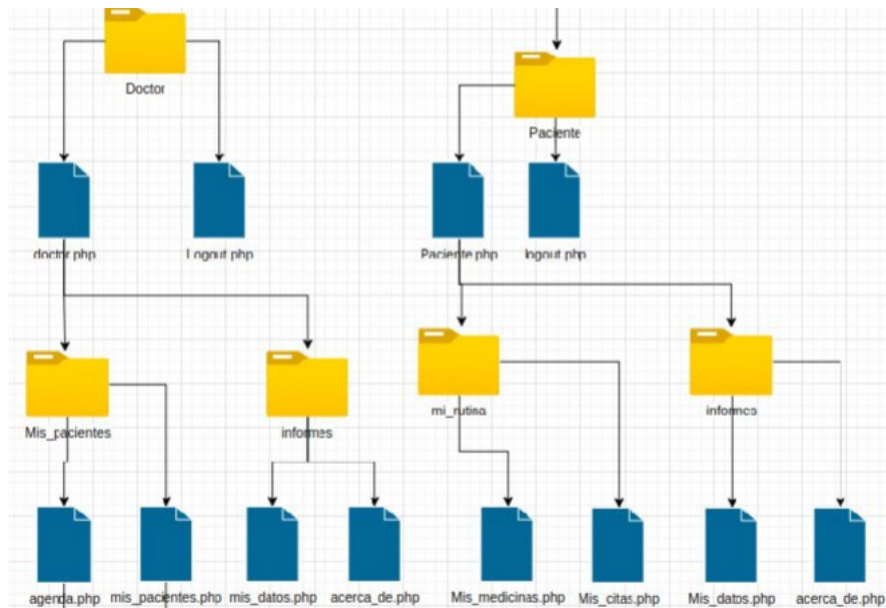 Doctor
Paciente
doctor.php
Logout.php
Paciente.php
logout.php
Mis_pacientes
informes
mi_rutina
informes
agenda.php
mis_pacientes.php
mis_datos.php
acerca_de.php
Mis_medicinas.php
Mis_citas.php
Mis_datos.php
acerca_de.php